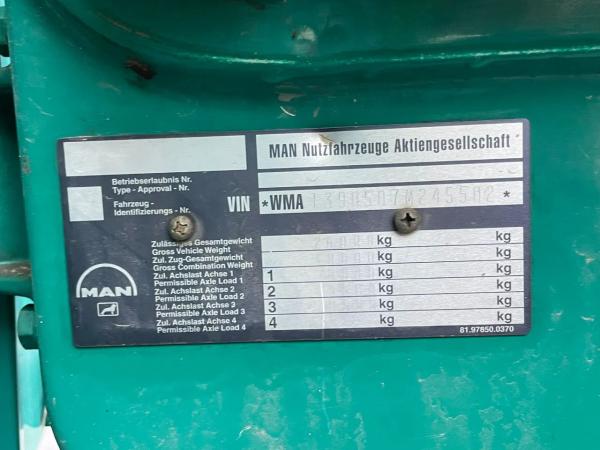 MAN Nutzfahrzeuge Aktiengesellschaft
Betriebserlaubnis Nr.
Type - Approval - Nr.
Fahrzeug -
Identifizierungs - Nr.
VIN *WMA *
Zulässiges Gesamtgewicht
Gross Vehicle Weight
kg kg
Zul. Zug-Gesamtgewicht
Gross Combination Weight
kg kg
Zul. Achslast Achse 1
Permissible Axle Load 1
1 kg kg
Zul. Achslast Achse 2
Permissible Axle Load 2
2 kg kg
Zul. Achslast Achse 3
Permissible Axle Load 3
3 kg kg
Zul. Achslast Achse 4
Permissible Axle Load 4
4 kg kg
MAN
81.97850.0370